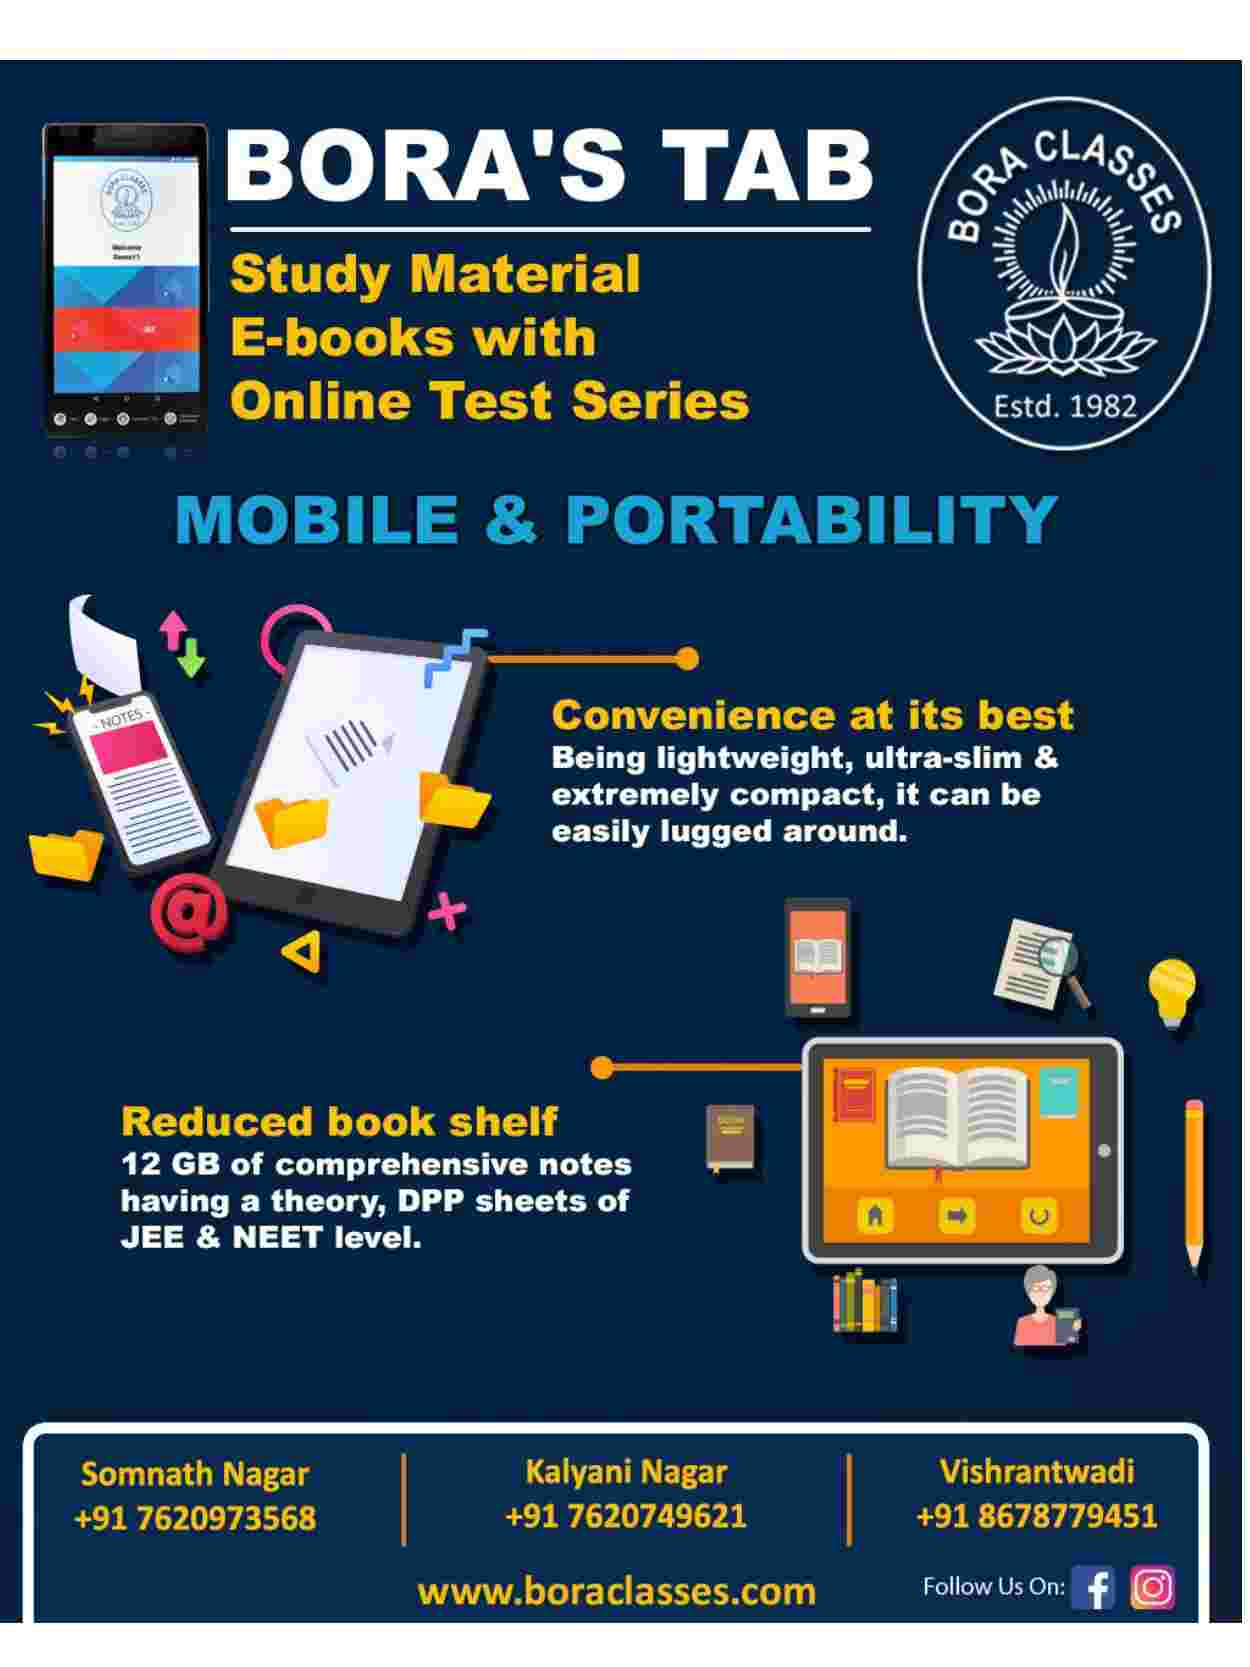 BORA'S TAB
Study Material
E-books with
Online Test Series
BORA CLASSES
Estd. 1982
BORA CLASSES
Welcome
MOBILE & PORTABILITY
- NOTES -
Convenience at its best
Being lightweight, ultra-slim &
extremely compact, it can be
easily lugged around.
Reduced book shelf
12 GB of comprehensive notes
having a theory, DPP sheets of
JEE & NEET level.
Somnath Nagar
+91 7620973568
Kalyani Nagar
+91 7620749621
Vishrantwadi
+91 8678779451
www.boraclasses.com
Follow Us On: